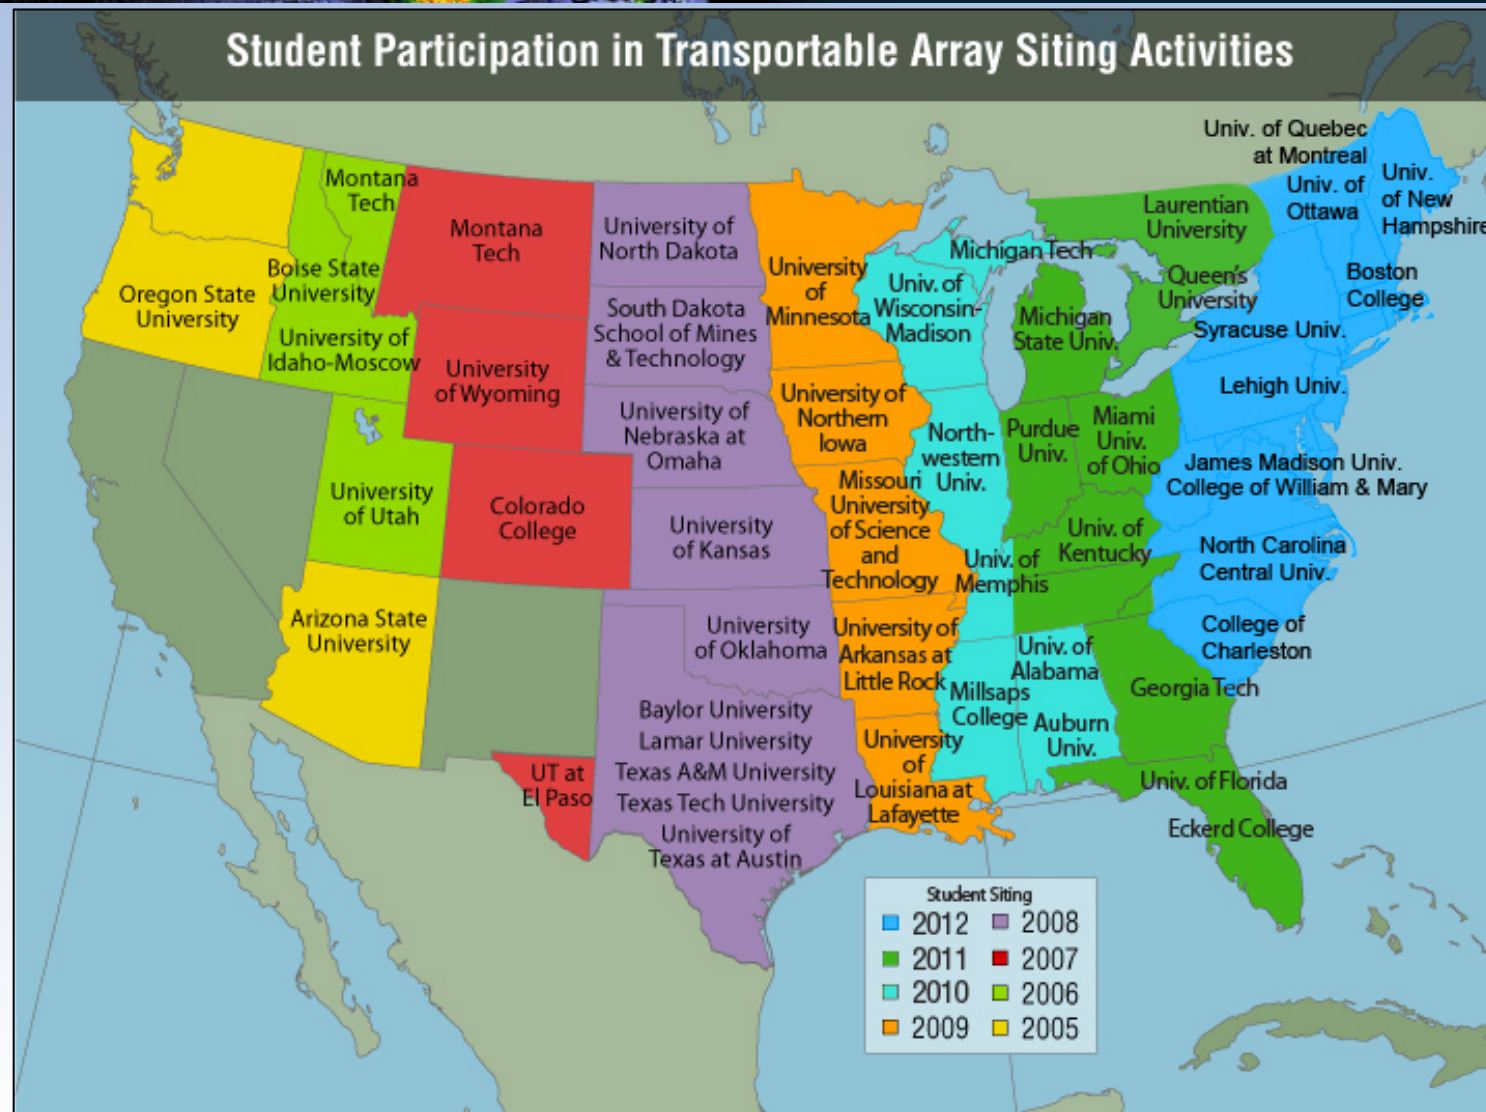 Student Participation in Transportable Array Siting Activities
Univ. of Quebec
at Montreal
Univ. of
Ottawa
Univ.
of New
Hampshire
Montana
Tech
Montana
Tech
University of
North Dakota
Laurentian
University
Michigan Tech
Boise State
University
Oregon State
University
University
of
Minnesota
Univ. of
Wisconsin-
Madison
Queen's
University
Boston
College
South Dakota
School of Mines
& Technology
Michigan
State Univ.
Syracuse Univ.
University of
Idaho-Moscow
University
of Wyoming
Lehigh Univ.
University of
Nebraska at
Omaha
University of
Northern
Iowa
North-
western
Univ.
Purdue
Univ.
Miami
Univ.
of Ohio
James Madison Univ.
College of William & Mary
University
of Utah
Colorado
College
University
of Kansas
Missouri
University
of Science
and
Technology
Univ. of
Memphis
Univ. of
Kentucky
North Carolina
Central Univ.
Arizona State
University
University
of Oklahoma
University of
Arkansas at
Little Rock
Univ. of
Alabama
College of
Charleston
Millsaps
College
Auburn
Univ.
Georgia Tech
Baylor University
Lamar University
Texas A&M University
Texas Tech University
University of
Texas at Austin
UT at
El Paso
University
of
Louisiana at
Lafayette
Univ. of Florida
Eckerd College
Student Siting
2012 2008
2011 2007
2010 2006
2009 2005